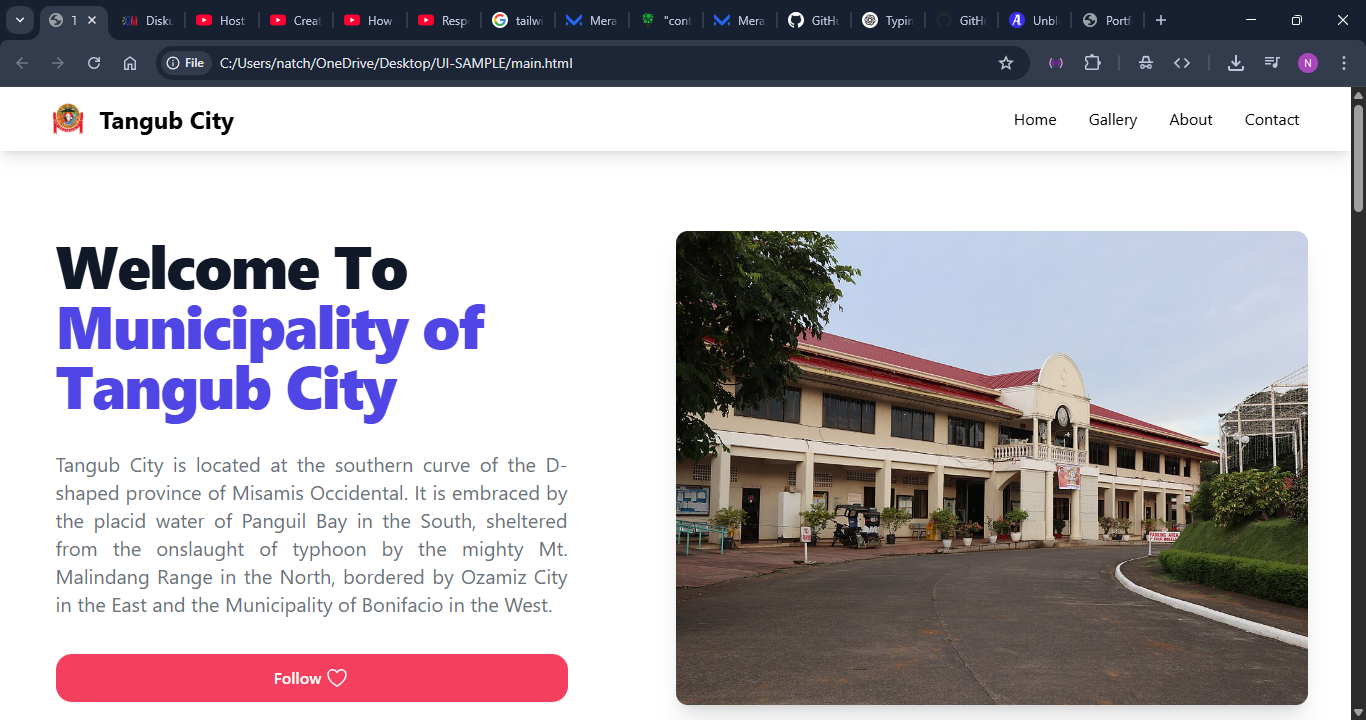 1
Disku
Host
Creat
How
Resp
tailwi
Mera
"cont
Mera
GitHu
Typin
GitHu
Unbl
Portf
File
C:/Users/natch/OneDrive/Desktop/UI-SAMPLE/main.html
N
Tangub City
Home
Gallery
About
Contact
Welcome To
Municipality of
Tangub City
Tangub City is located at the southern curve of the D-
shaped province of Misamis Occidental. It is embraced by
the placid water of Panguil Bay in the South, sheltered
from the onslaught of typhoon by the mighty Mt.
Malindang Range in the North, bordered by Ozamiz City
in the East and the Municipality of Bonifacio in the West.
Follow
PARKING AREA